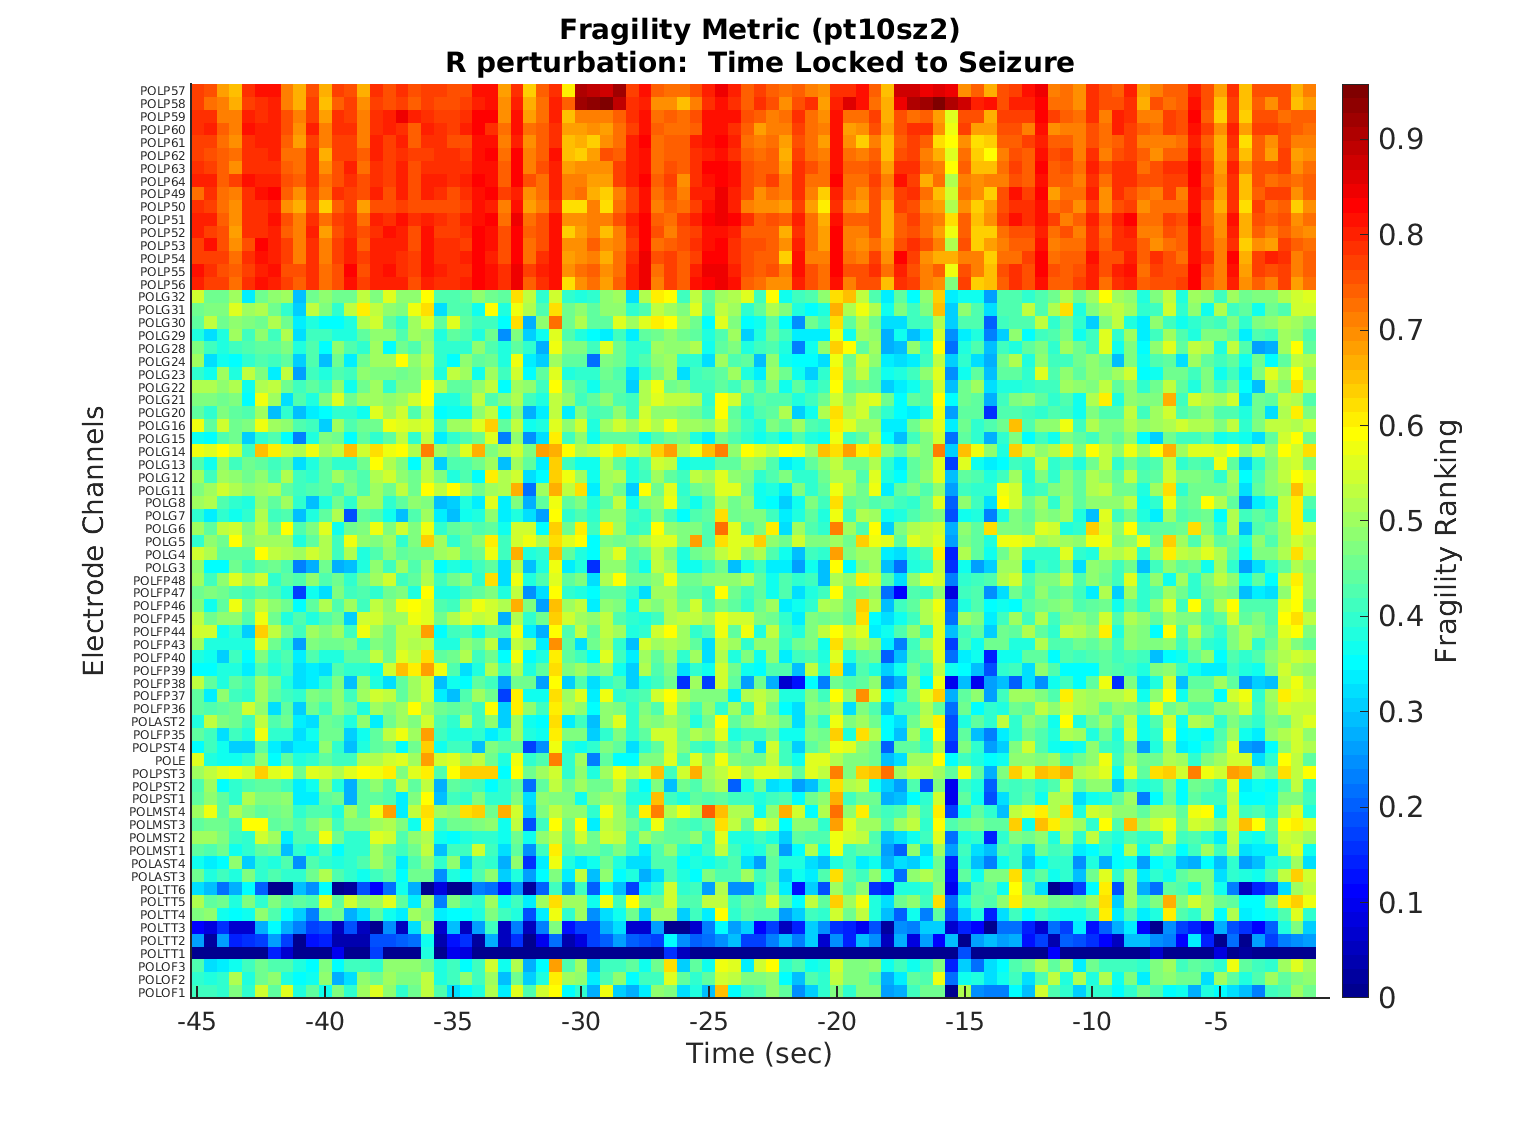 Fragility Metric (pt10sz2)
R perturbation: Time Locked to Seizure
Electrode Channels
POLP57
POLP58
POLP59
POLP60
POLP61
POLP62
POLP63
POLP64
POLP49
POLP50
POLP51
POLP52
POLP53
POLP54
POLP55
POLP56
POLG32
POLG31
POLG30
POLG29
POLG28
POLG24
POLG23
POLG22
POLG21
POLG20
POLG16
POLG15
POLG14
POLG13
POLG12
POLG11
POLG8
POLG7
POLG6
POLG5
POLG4
POLG3
POLFP48
POLFP47
POLFP46
POLFP45
POLFP44
POLFP43
POLFP40
POLFP39
POLFP38
POLFP37
POLFP36
POLAST2
POLFP35
POLPST4
POLE
POLPST3
POLPST2
POLPST1
POLMST4
POLMST3
POLMST2
POLMST1
POLAST4
POLAST3
POLTT6
POLTT5
POLTT4
POLTT3
POLTT2
POLTT1
POLOF3
POLOF2
POLOF1
-45 -40 -35 -30 -25 -20 -15 -10 -5
Time (sec)
0.9
0.8
0.7
0.6
0.5
0.4
0.3
0.2
0.1
0
Fragility Ranking